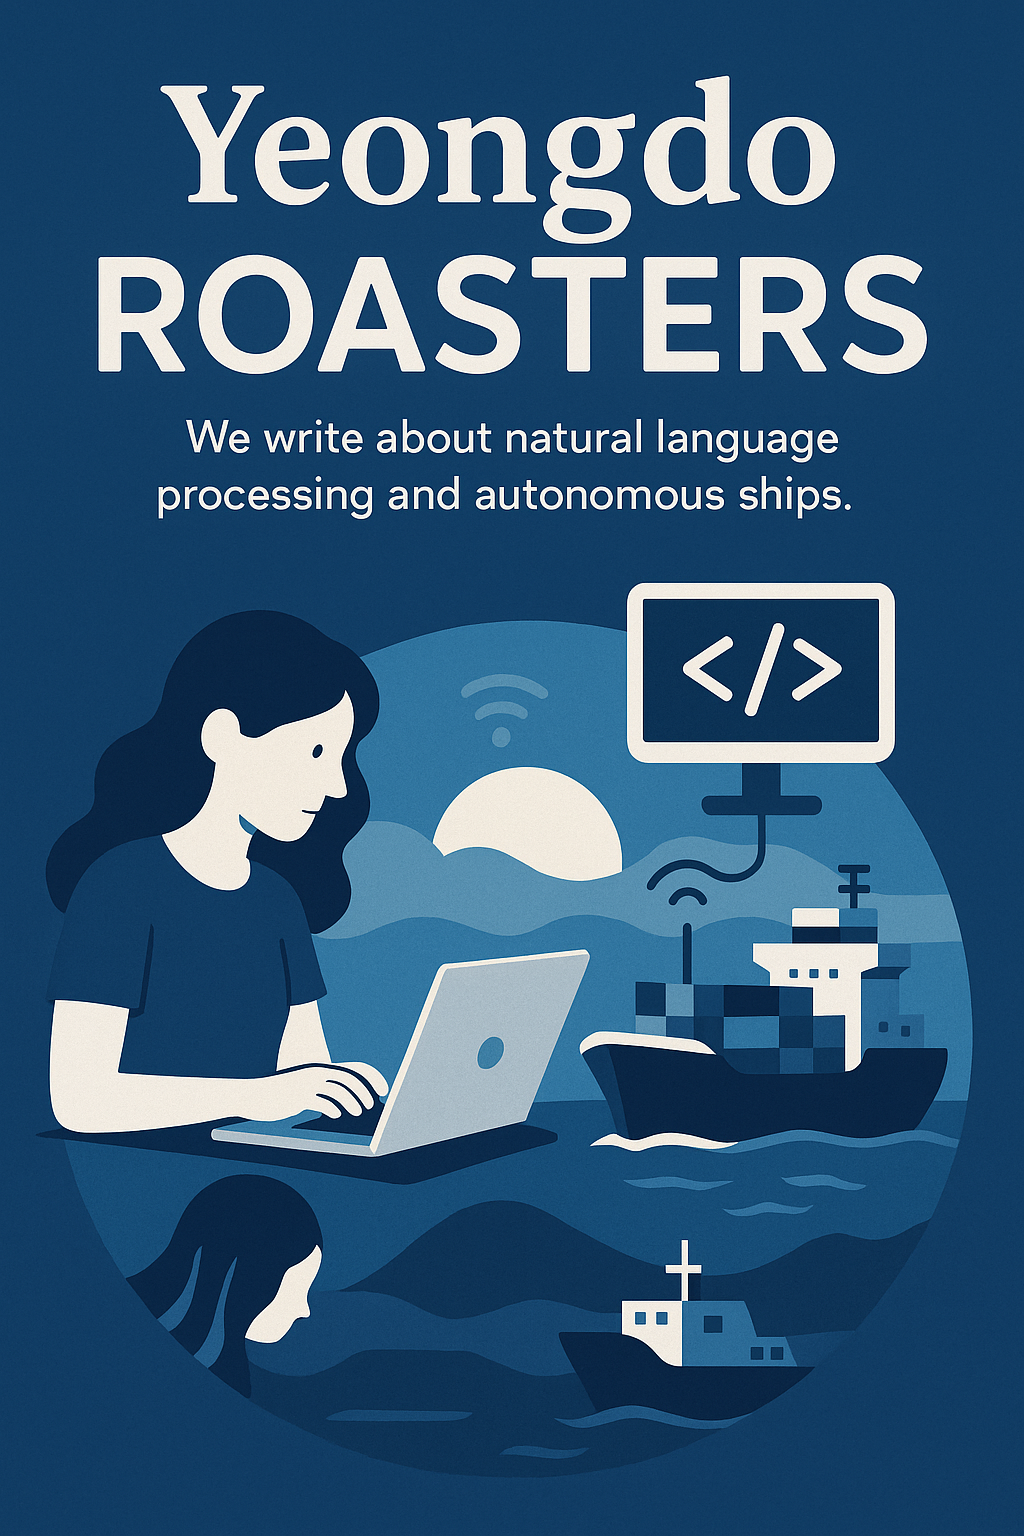 Yeongdo
ROASTERS
We write about natural language
processing and autonomous ships.
</>